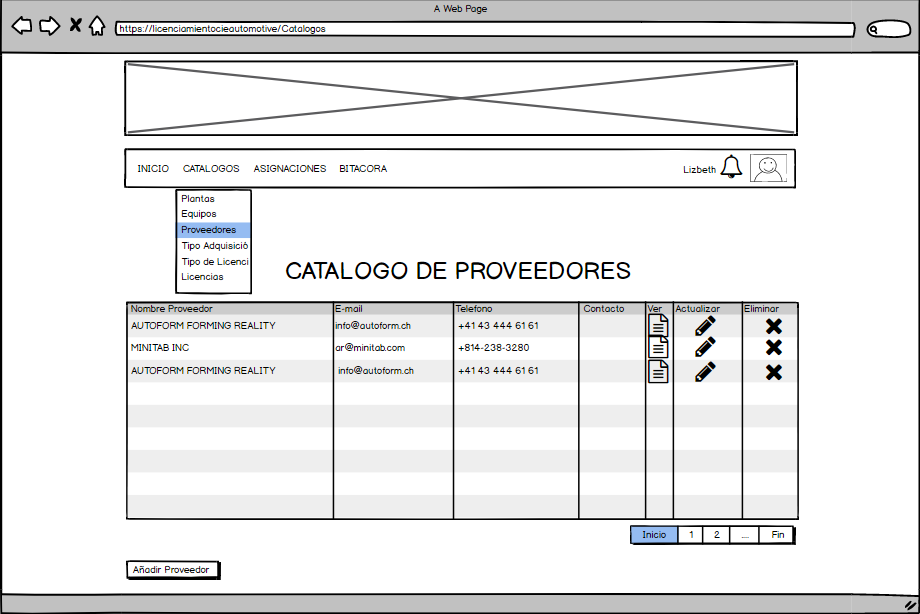 A Web Page
https://licenciamientocieautomotive/Catalogos
INICIO CATALOGOS ASIGNACIONES BITACORA Lizbeth
Plantas
Equipos
Proveedores
Tipo Adquisició
Tipo de Licenci
Licencias
CATALOGO DE PROVEEDORES
Nombre Proveedor E-mail Telefono Contacto Ver Actualizar Eliminar
AUTOFORM FORMING REALITY info@autoform.ch +41 43 444 61 61
MINITAB INC ar@minitab.com +814-238-3280
AUTOFORM FORMING REALITY info@autoform.ch +41 43 444 61 61
Inicio 1 2 .... Fin
Añadir Proveedor